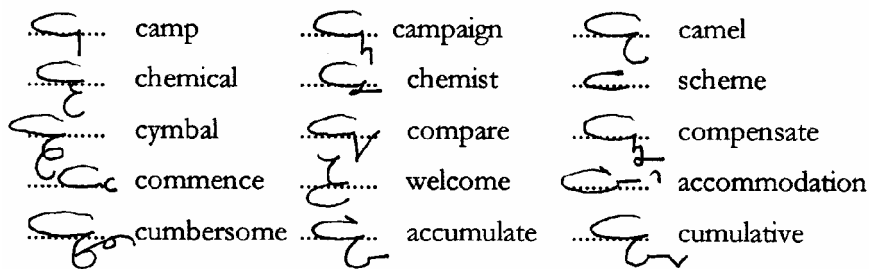 camp campaign camel
chemical chemist scheme
cymbal compare compensate
commence welcome accommodation
cumbersome accumulate cumulative